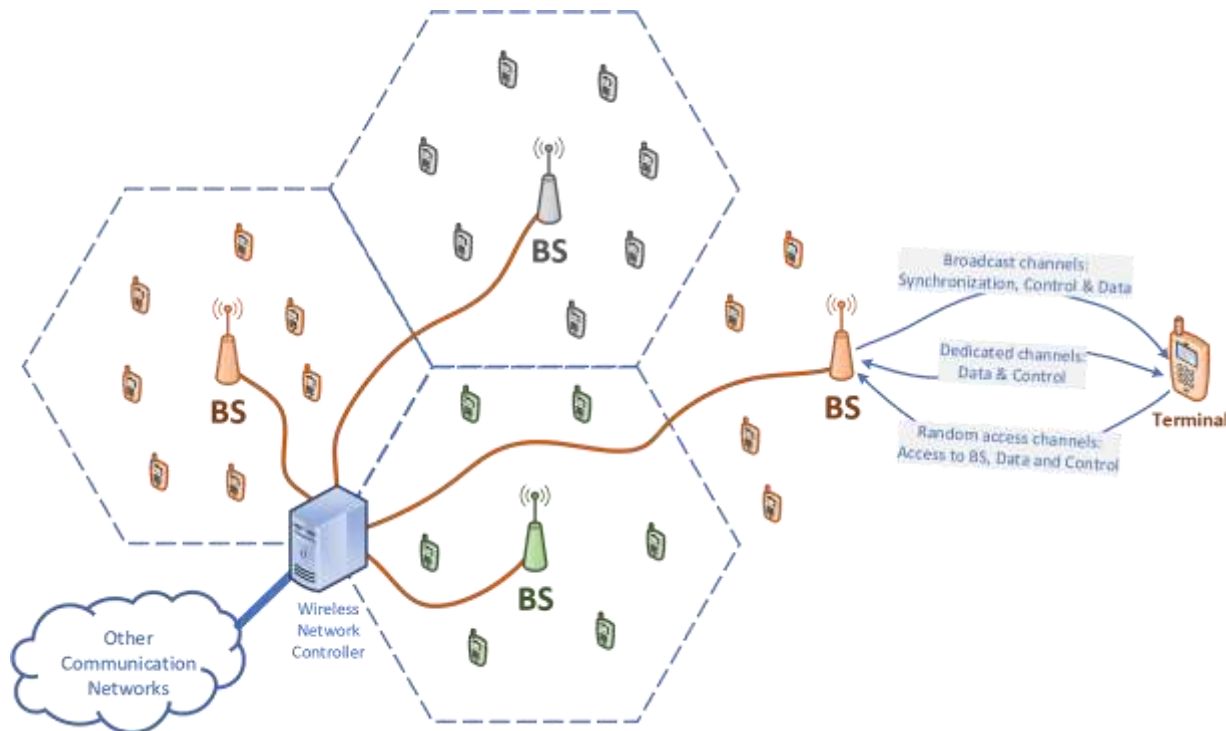 BS
BS
Broadcast channels:
Synchronization, Control & Data
Dedicated channels:
Data & Control
BS
Terminal
Random access channels:
Access to BS, Data and Control
BS
Wireless
Network
Controller
Other
Communication
Networks